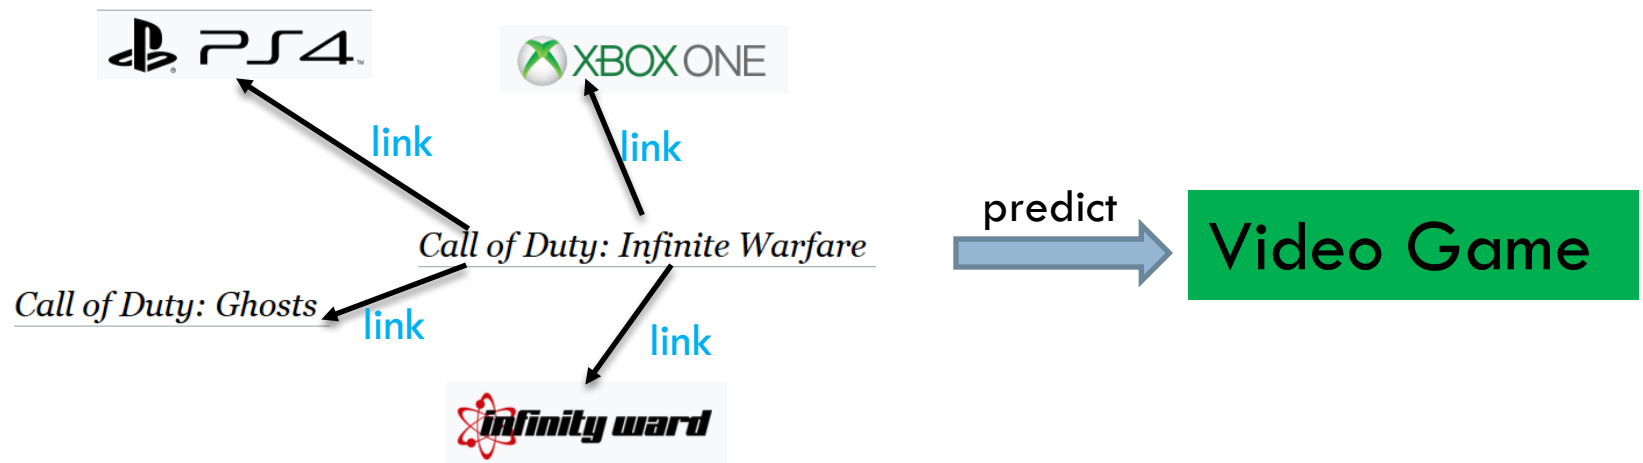 PS4
XBOX ONE
link
link
predict
Video Game
Call of Duty: Infinite Warfare
Call of Duty: Ghosts
link
link
infinity ward